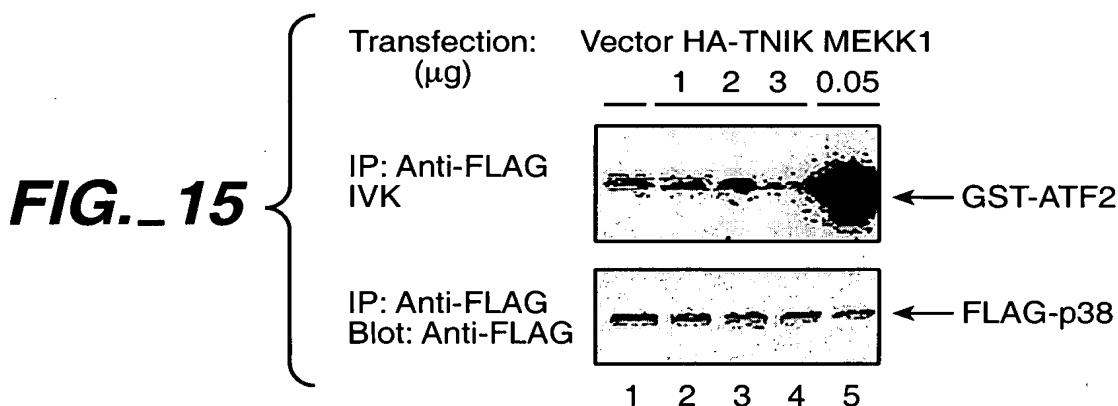 FIG._15
Transfection: Vector HA-TNIK MEKK1
(µg) 1 2 3 0.05
IP: Anti-FLAG
IVK
GST-ATF2
IP: Anti-FLAG
Blot: Anti-FLAG
FLAG-p38
1 2 3 4 5